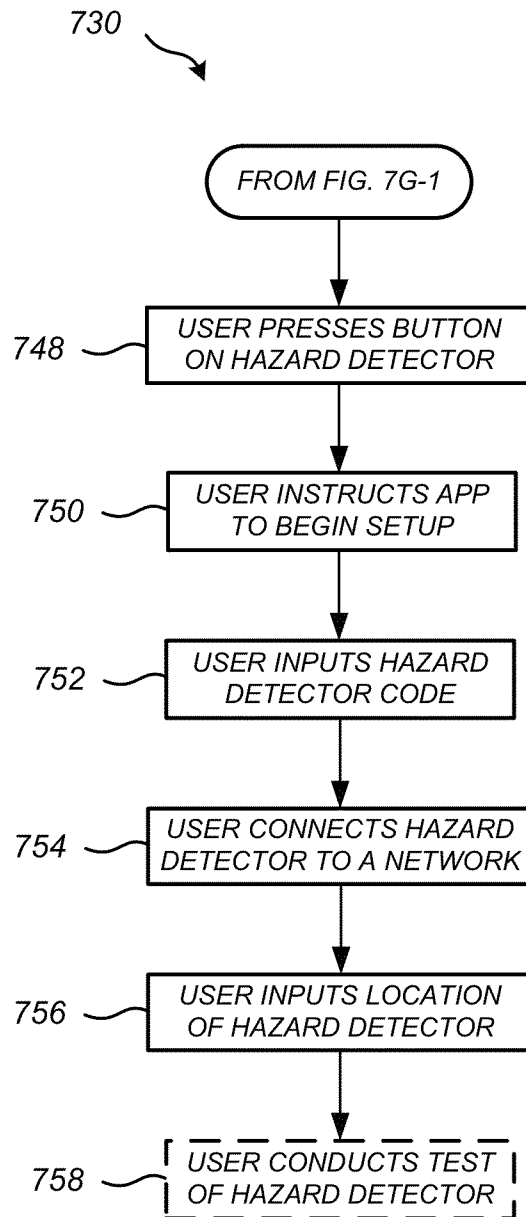 730
FROM FIG. 7G-1
748
USER PRESSES BUTTON
ON HAZARD DETECTOR
750
USER INSTRUCTS APP
TO BEGIN SETUP
752
USER INPUTS HAZARD
DETECTOR CODE
754
USER CONNECTS HAZARD
DETECTOR TO A NETWORK
756
USER INPUTS LOCATION
OF HAZARD DETECTOR
758
USER CONDUCTS TEST
OF HAZARD DETECTOR